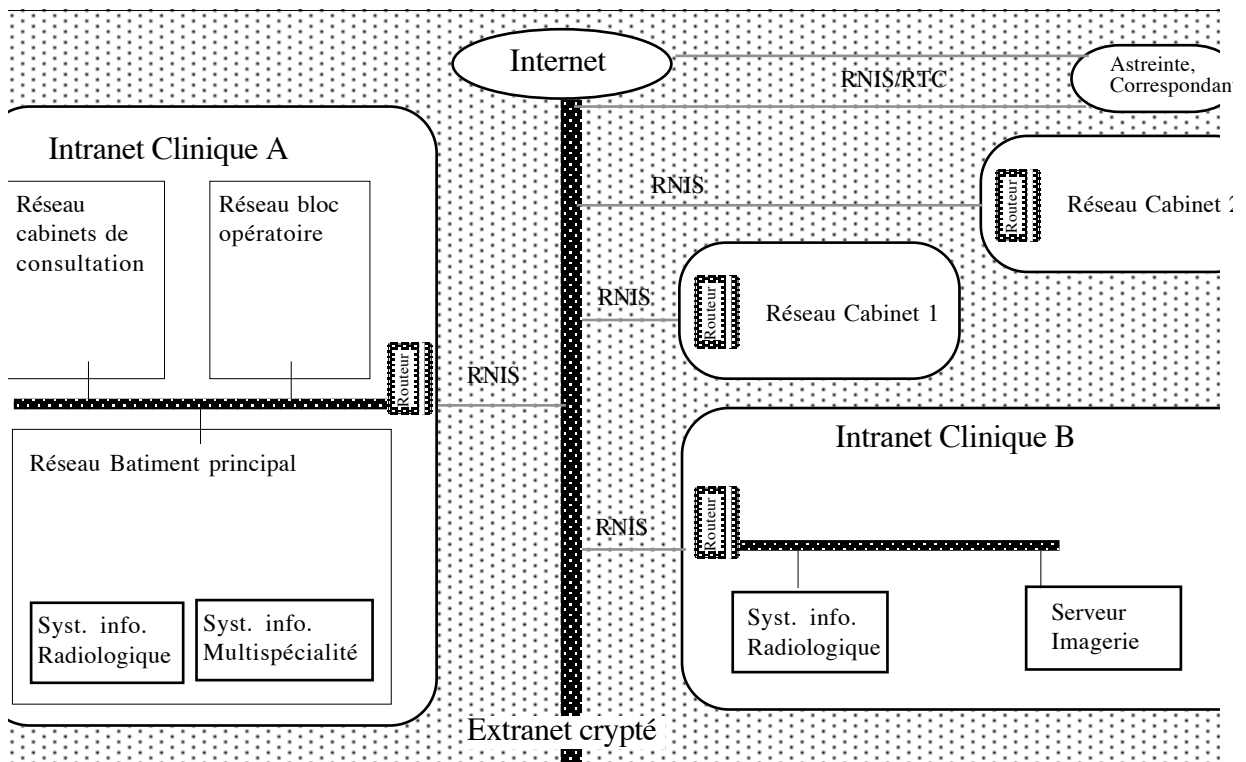 Internet
RNIS/RTC
Astreinte,
Correspondant
Intranet Clinique A
Réseau
cabinets de
consultation
Réseau bloc
opératoire
RNIS
Routeur
Réseau Cabinet 2
RNIS
Routeur
Réseau Cabinet 1
Routeur
RNIS
Réseau Batiment principal
Syst. info.
Radiologique
Syst. info.
Multispécialité
Intranet Clinique B
RNIS
Routeur
Syst. info.
Radiologique
Serveur
Imagerie
Extranet crypté